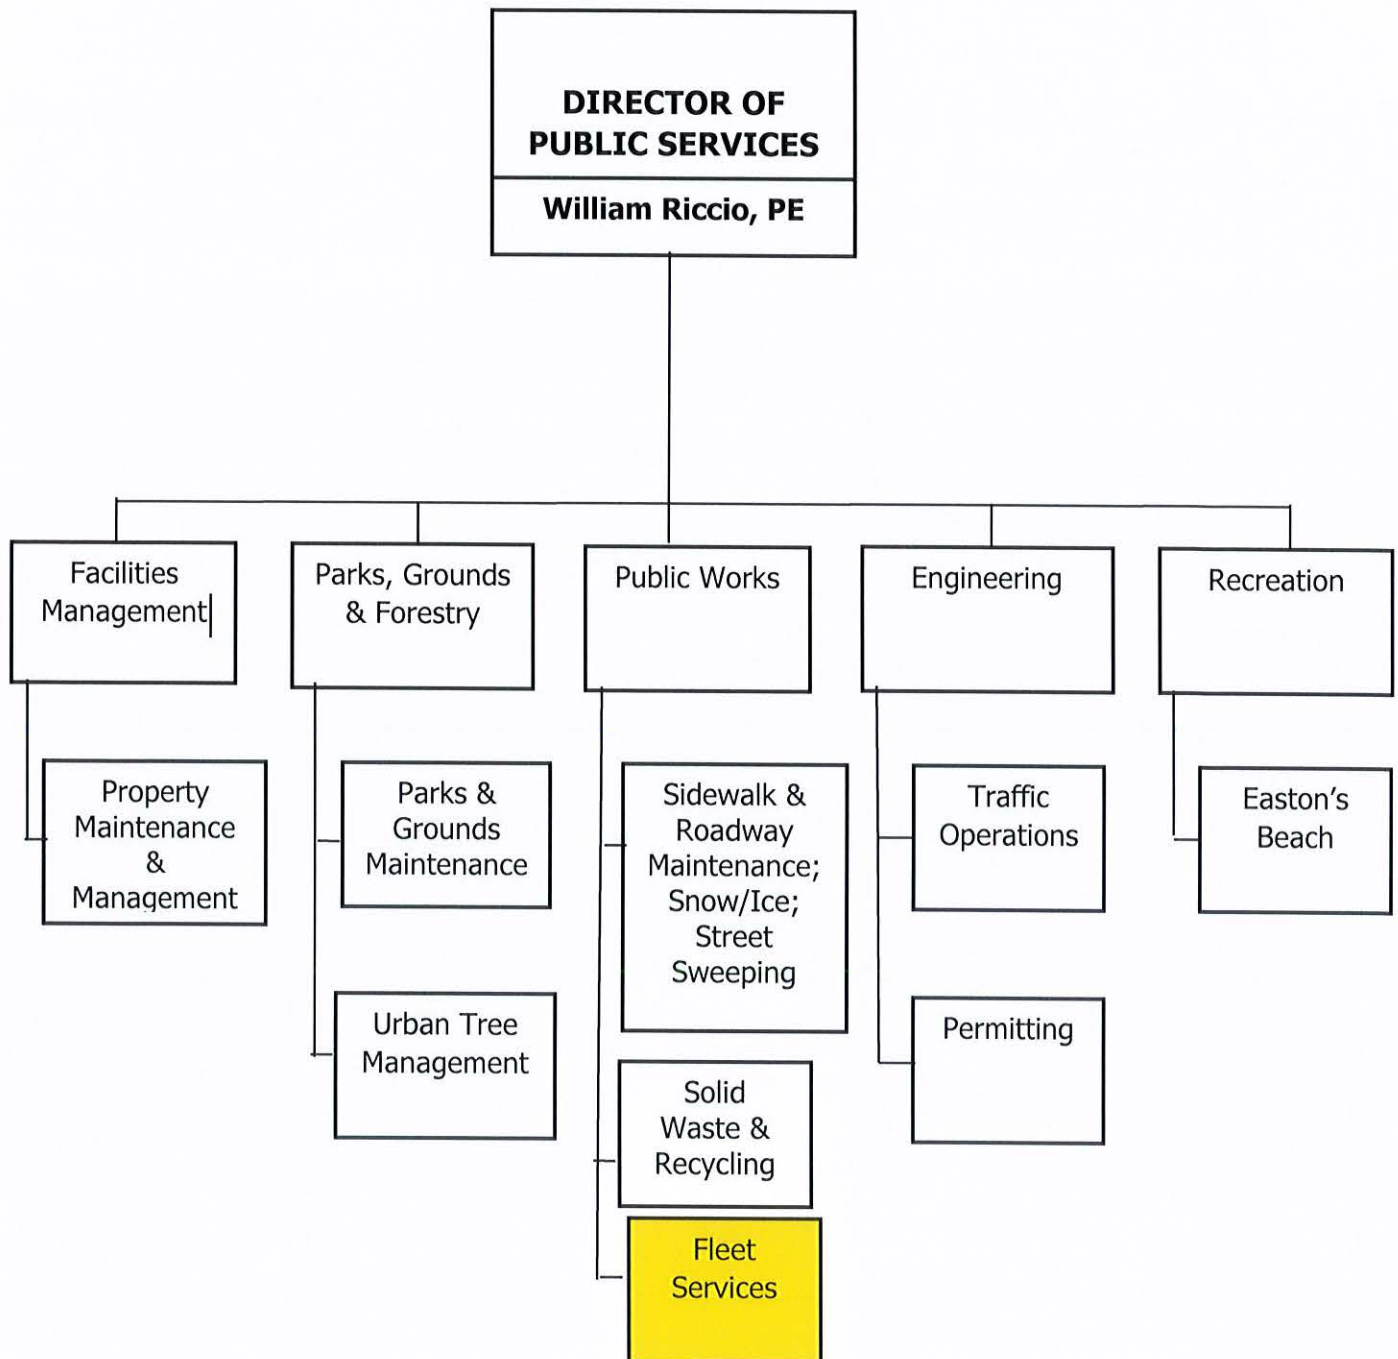 DIRECTOR OF
PUBLIC SERVICES
William Riccio, PE
Facilities
Management
Parks, Grounds
& Forestry
Public Works
Engineering
Recreation
Property
Maintenance
&
Management
Parks &
Grounds
Maintenance
Sidewalk &
Roadway
Maintenance;
Snow/Ice;
Street
Sweeping
Traffic
Operations
Easton's
Beach
Urban Tree
Management
Permitting
Solid
Waste &
Recycling
Fleet
Services